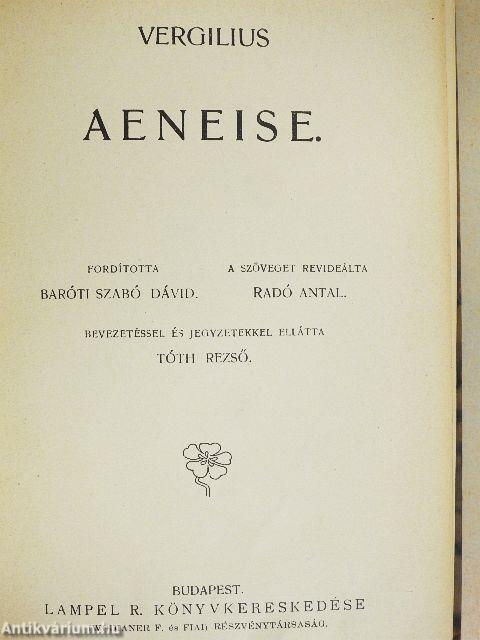 VERGILIUS
AENEISE.
FORDÍTOTTA
BARÓTI SZABÓ DÁVID.
A SZÖVEGET REVIDEÁLTA
RADÓ ANTAL.
BEVEZETÉSSEL ÉS JEGYZETEKKEL ELLÁTTA
TÓTH REZSŐ.
BUDAPEST.
LAMPEL R. KÖNYVKERESKEDÉSE
F. és FIAI) RÉSZVÉNYTÁRSASÁG.
Antikvárium.hu